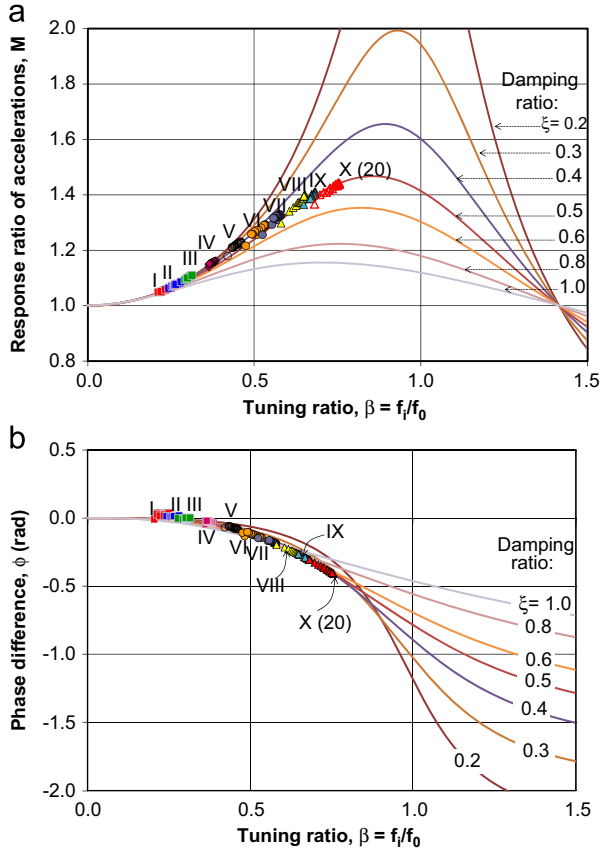 a
2.0
1.8
1.6
1.4
1.2
1.0
0.8
Response ratio of accelerations, M
Damping
ratio:
ξ= 0.2
0.3
0.4
0.5
0.6
0.8
1.0
I
II
III
IV
V
VI
VII
VIII
IX
X (20)
0.0
0.5
1.0
1.5
Tuning ratio, β = fi/f0
b
0.5
0.0
-0.5
-1.0
-1.5
-2.0
Phase difference, ϕ (rad)
I
II
III
IV
V
VI
VII
VIII
IX
X (20)
Damping
ratio:
ξ= 1.0
0.8
0.6
0.5
0.4
0.3
0.2
0.0
0.5
1.0
1.5
Tuning ratio, β = fi/f0